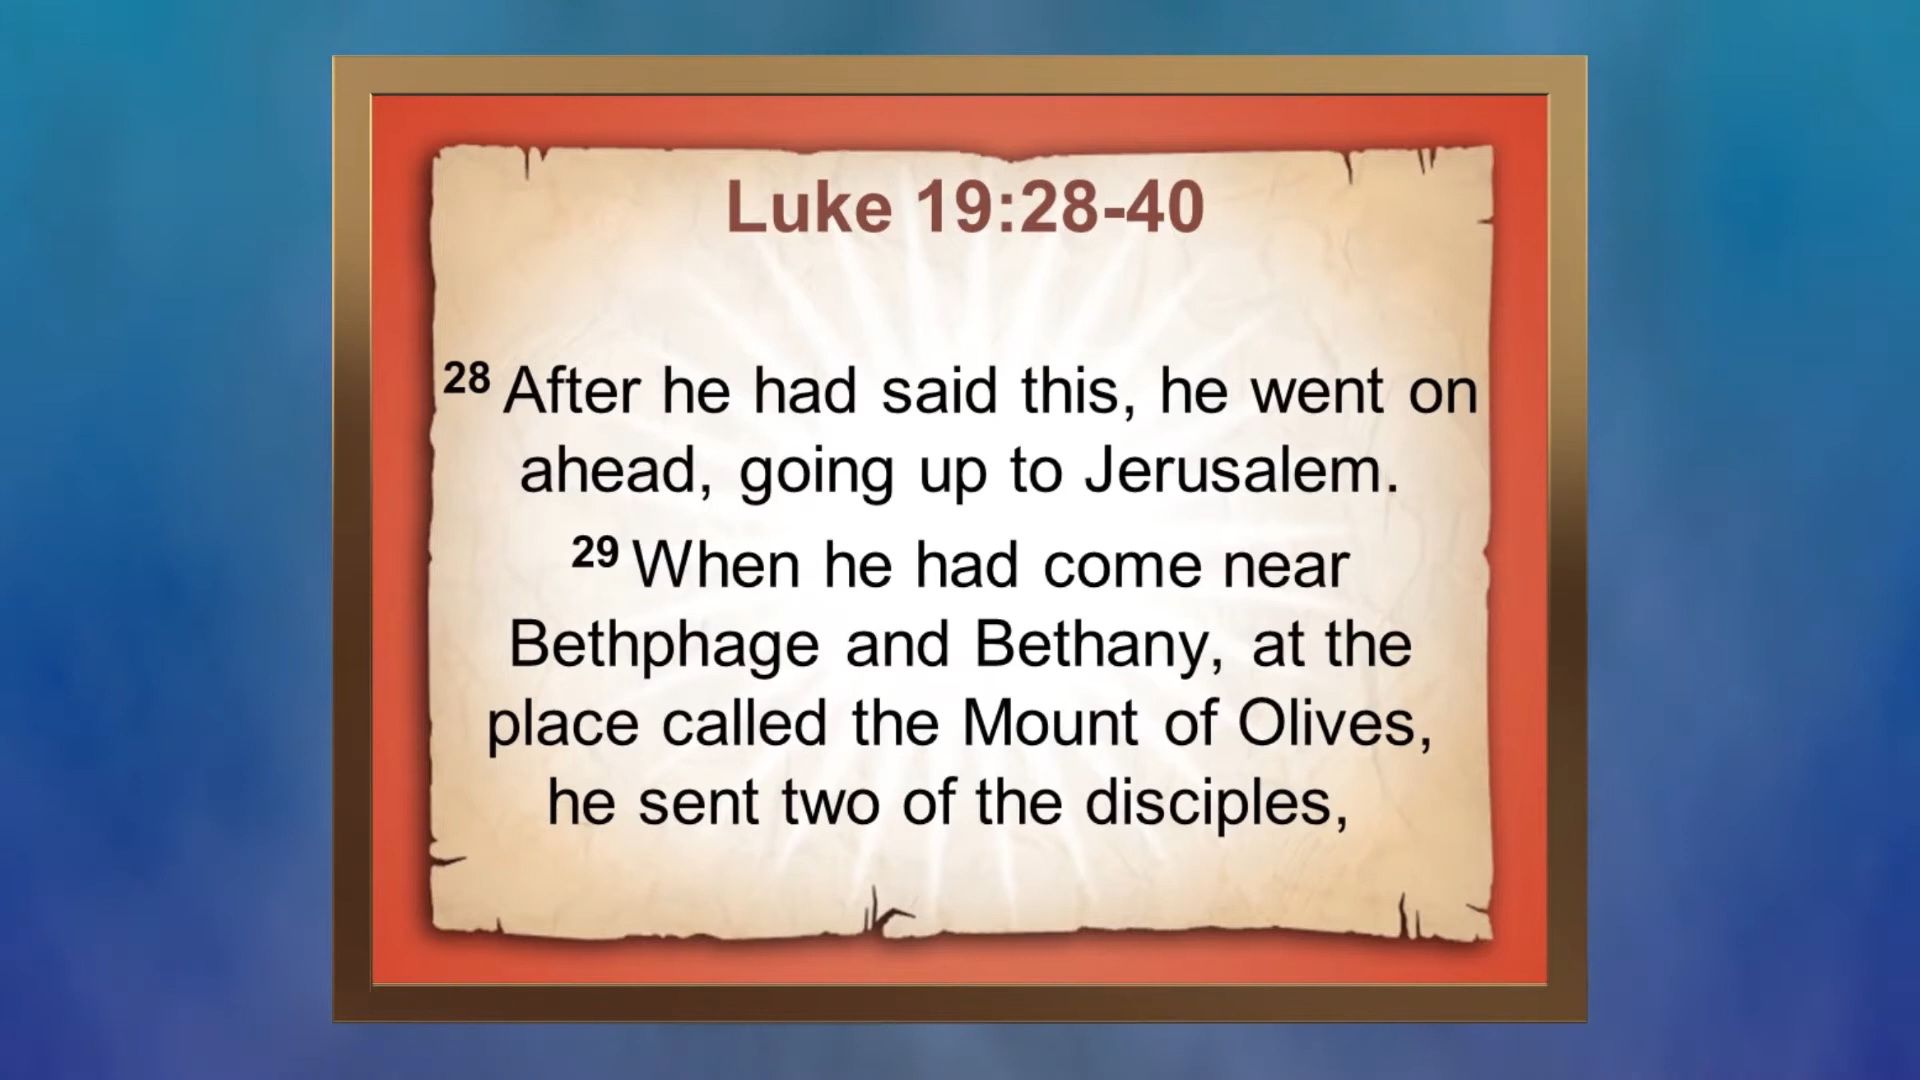 Luke 19:28-40
28 After he had said this, he went on
ahead, going up to Jerusalem.
29 When he had come near
Bethphage and Bethany, at the
place called the Mount of Olives,
he sent two of the disciples,